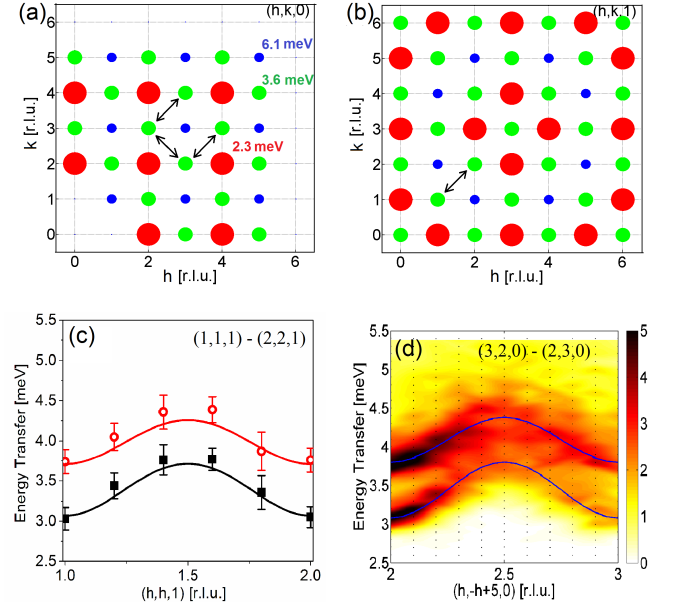 (a)
(h,k,0)
6.1 meV
3.6 meV
2.3 meV
6
5
4
3
2
1
0
k [r.l.u.]
0 2 4 6
h [r.l.u.]
(b)
(h,k,1)
6
5
4
3
2
1
0
k [r.l.u.]
0 1 2 3 4 5 6
h [r.l.u.]
(c)
(1,1,1) - (2,2,1)
5.5
5.0
4.5
4.0
3.5
3.0
2.5
Energy Transfer [meV]
1.0 1.5 2.0
(h,h,1) [r.l.u.]
(d)
(3,2,0) - (2,3,0)
5.5
5
4.5
4
3.5
3
2.5
Energy Transfer [meV]
2 2.5 3
(h,-h+5,0) [r.l.u.]
5
4
3
2
1
0